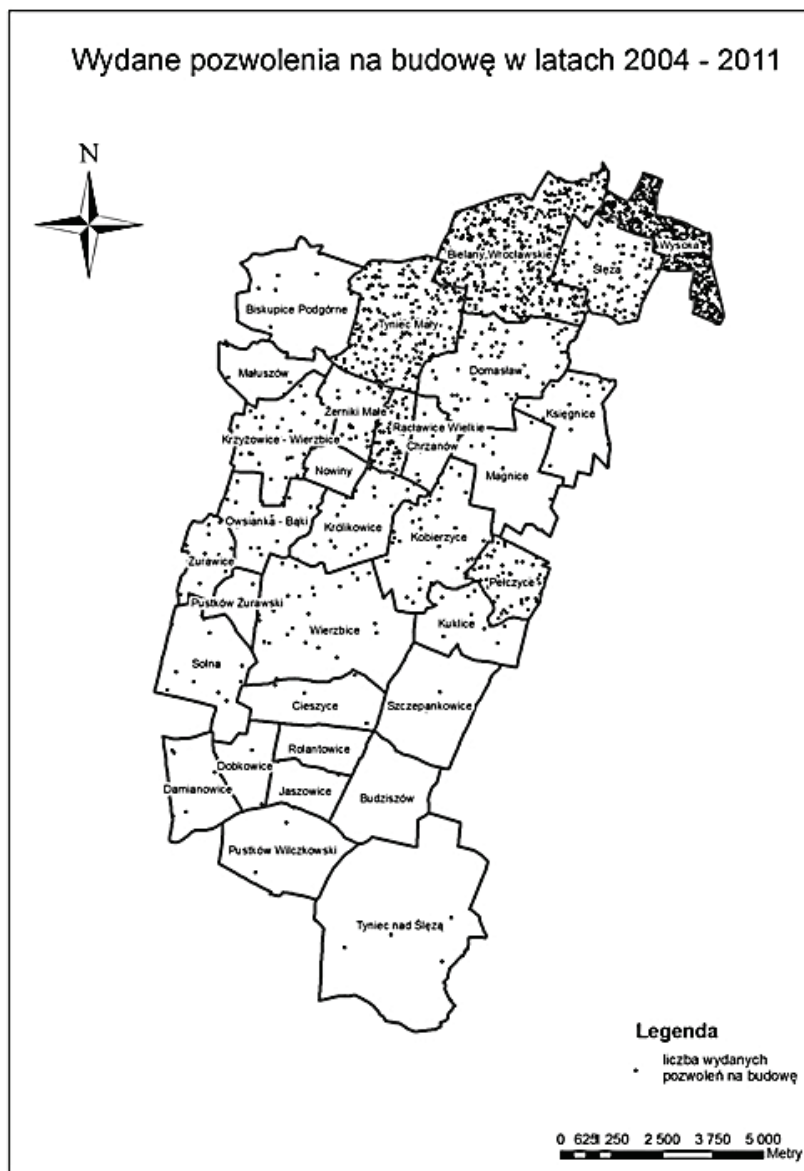 Wydane pozwolenia na budowę w latach 2004 - 2011
N
Wysoka
Bielany Wrocławskie
Ślęza
Biskupice Podgórne
Tyniec Mały
Domasław
Małuszów
Księgnice
Żerniki Małe
Racławice Wielkie
Krzyżowice - Wierzbice
Chrzanów
Nowiny
Magnice
Owsianka - Bąki
Królikowice
Kobierzyce
Żurawice
Pełczyce
Pustków Żurawski
Kuklice
Wierzbice
Solna
Cieszyce
Szczepankowice
Rolantowice
Dobkowice
Damianowice
Jaszowice
Budziszów
Pustków Wilczkowski
Tyniec nad Ślęzą
Legenda
liczba wydanych
pozwoleń na budowę
0 625 1 250 2 500 3 750 5 000
Metry